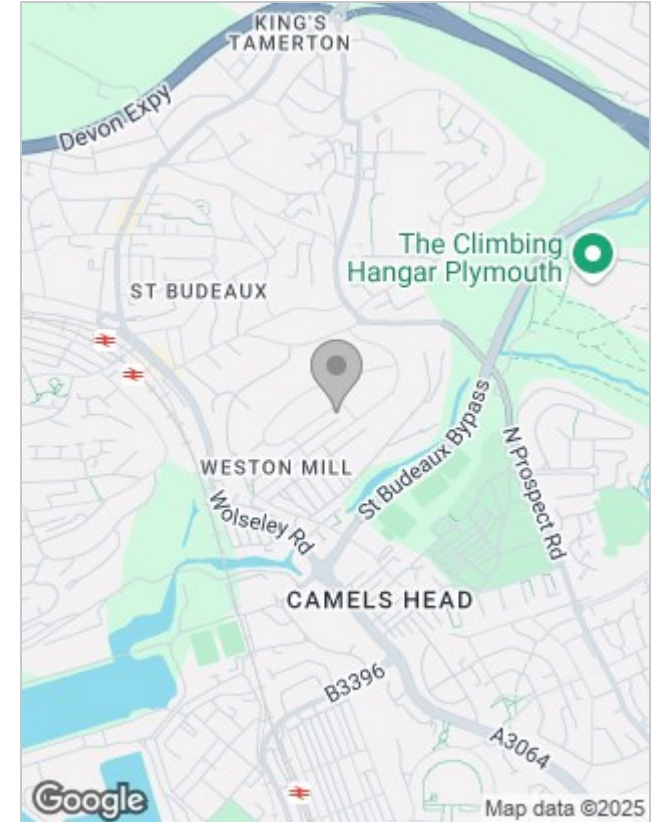 KING'S
TAMERTON
Devon Expy
The Climbing
Hangar Plymouth
ST BUDEAUX
St Budeaux Bypass
N Prospect Rd
WESTON MILL
Wolseley Rd
CAMELS HEAD
B3396
A3064
Google
Map data ©2025